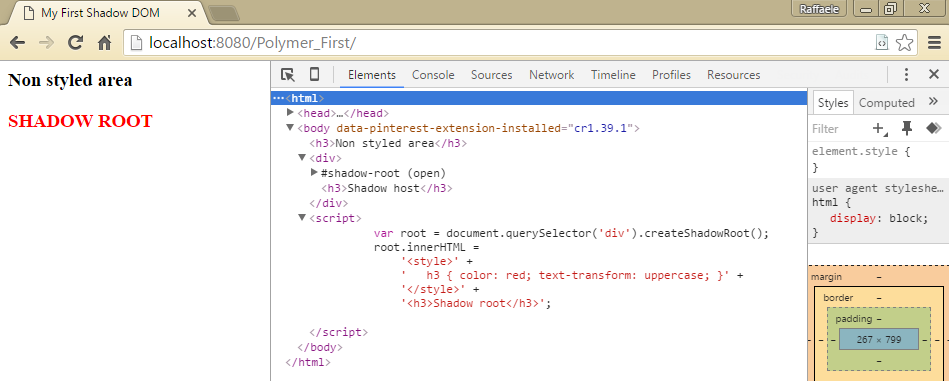 My First Shadow DOM
Raffaele
localhost:8080/Polymer_First/
Non styled area
SHADOW ROOT
Elements Console Sources Network Timeline Profiles Resources
…<html>
<head>…</head>
<body data-pinterest-extension-installed="cr1.39.1">
<h3>Non styled area</h3>
<div>
#shadow-root (open)
<h3>Shadow host</h3>
</div>
<script>
var root = document.querySelector('div').createShadowRoot();
root.innerHTML =
'<style>' +
'   h3 { color: red; text-transform: uppercase; }' +
'</style>' +
'<h3>Shadow root</h3>';
</script>
</body>
</html>
Styles Computed »
Filter
element.style {
}
user agent styleshe…
html {
display: block;
}
margin –
border –
padding –
– – – 267 × 799 – – –
–